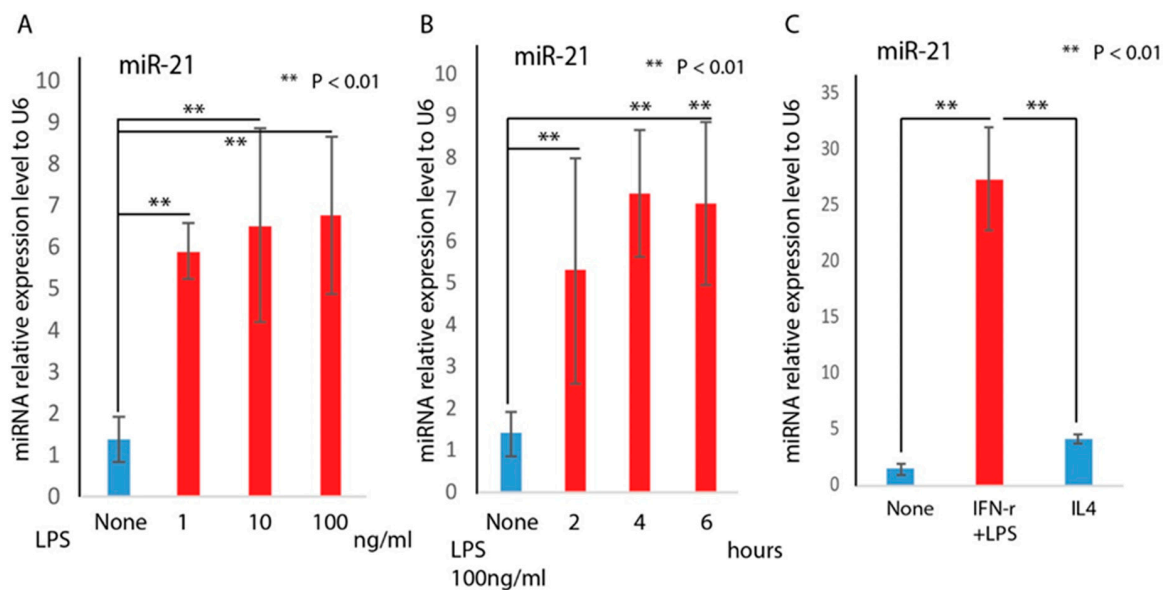 A
miR-21
** P < 0.01
miRNA relative expression level to U6
10
9
8
7
6
5
4
3
2
1
0
**
**
**
None 1 10 100
LPS ng/ml
B
miR-21
** P < 0.01
miRNA relative expression level to U6
10
9
8
7
6
5
4
3
2
1
0
** **
**
None 2 4 6
LPS hours
100ng/ml
C
miR-21
** P < 0.01
miRNA relative expression level to U6
35
30
25
20
15
10
5
0
** **
None IFN-r IL4
+LPS